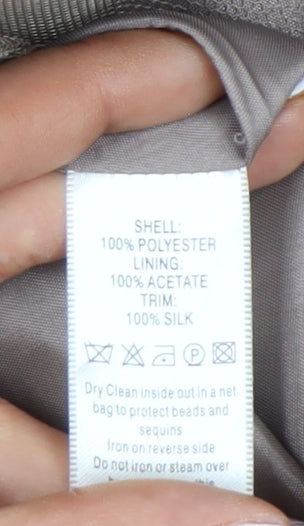 SHELL:
100% POLYESTER
LINING:
100% ACETATE
TRIM:
100% SILK
Dry Clean inside out in a net
bag to protect beads and
sequins
Iron on reverse side
Do not iron or steam over